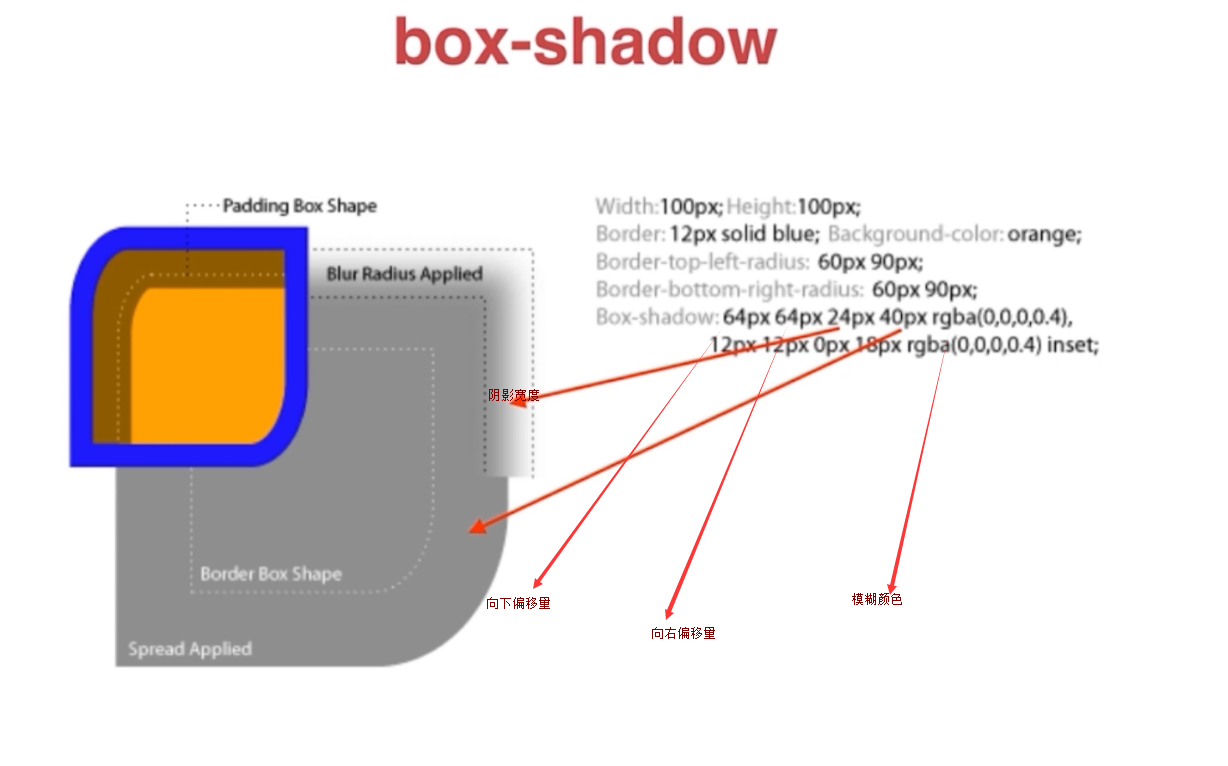 box-shadow
Padding Box Shape
Blur Radius Applied
Width:100px; Height:100px;
Border: 12px solid blue; Background-color: orange;
Border-top-left-radius: 60px 90px;
Border-bottom-right-radius: 60px 90px;
Box-shadow: 64px 64px 24px 40px rgba(0,0,0,0.4),
12px 12px 0px 18px rgba(0,0,0,0.4) inset;
阴影宽度
Border Box Shape
向下偏移量
模糊颜色
向右偏移量
Spread Applied